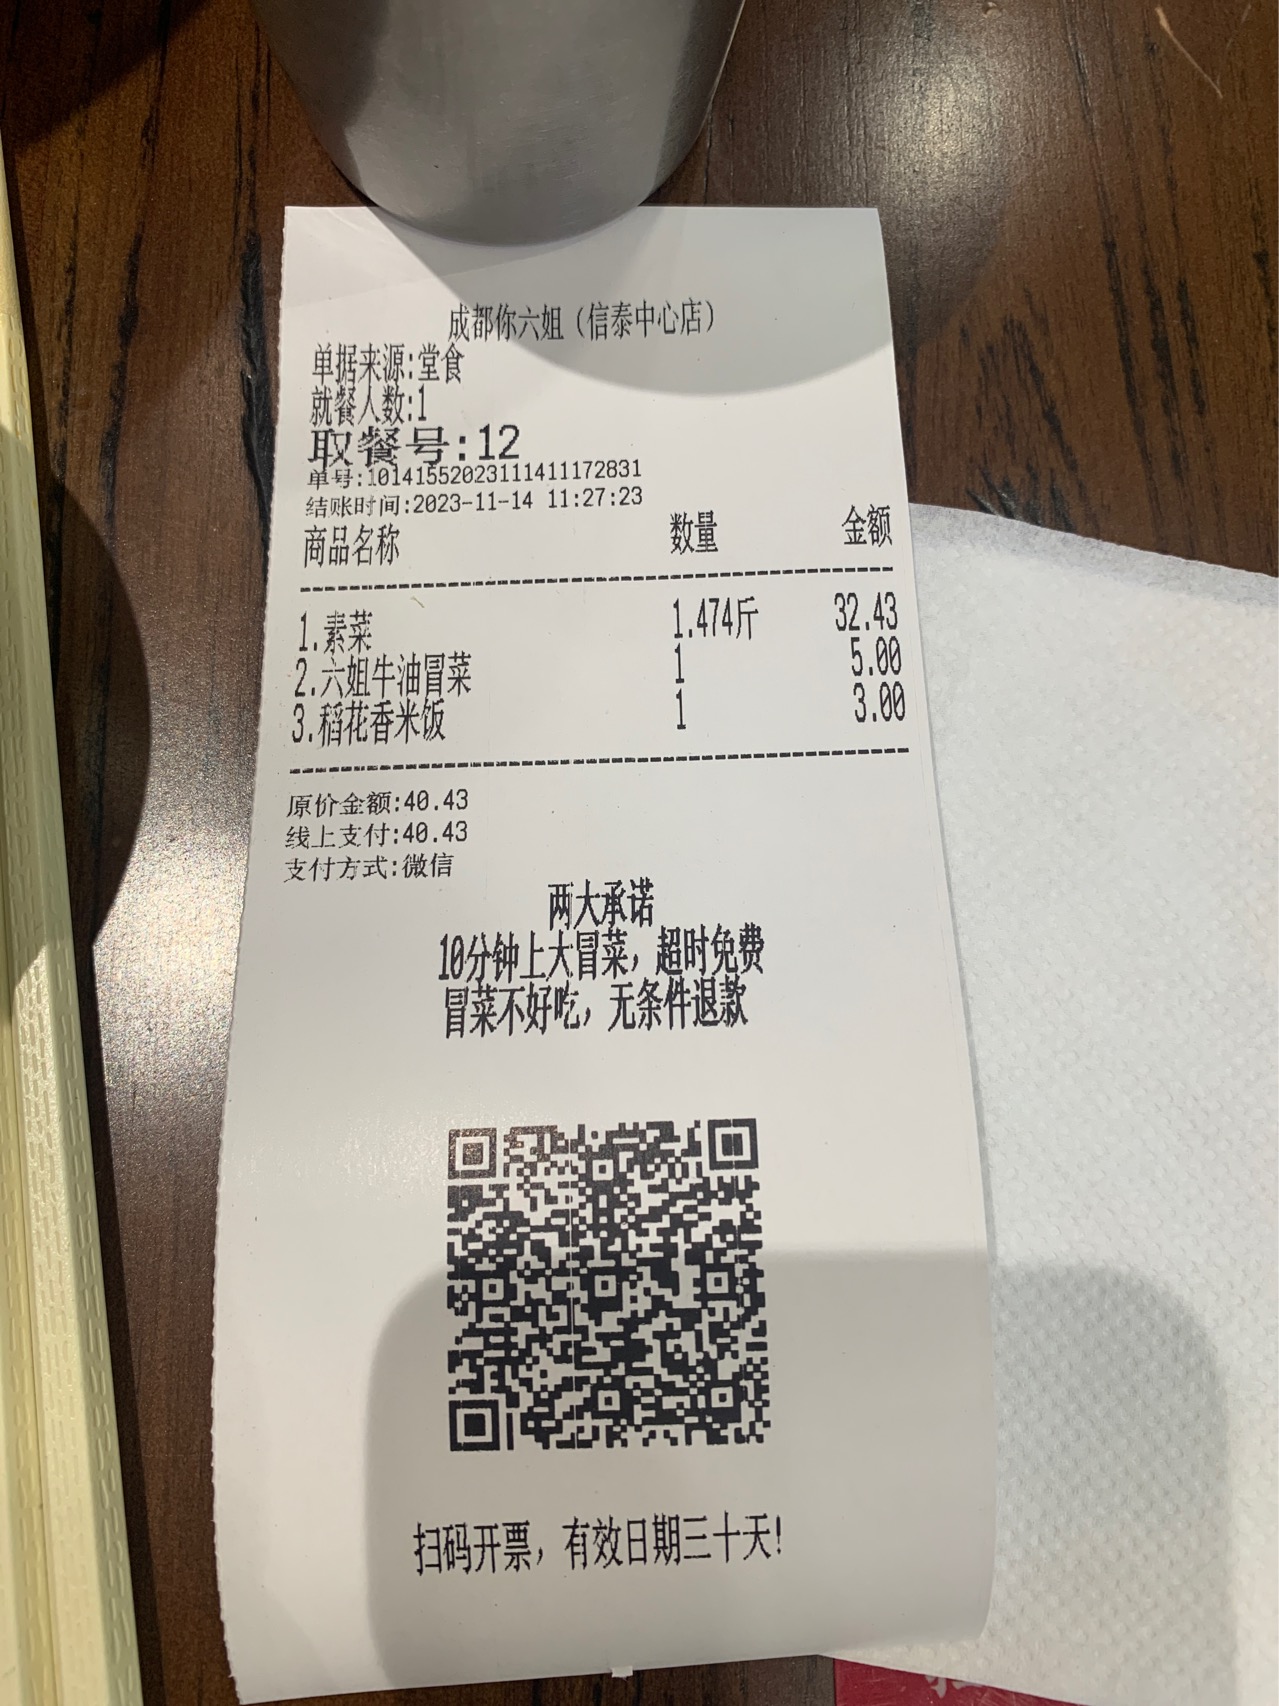 成都你六姐（信泰中心店）
单据来源:堂食
就餐人数:1
取餐号:12
单号:10141552023111411172831
结账时间:2023-11-14 11:27:23
商品名称 数量 金额
1.素菜 1.474斤 32.43
2.六姐牛油冒菜 1 5.00
3.稻花香米饭 1 3.00
原价金额:40.43
线上支付:40.43
支付方式:微信
两大承诺
10分钟上大冒菜，超时免费
冒菜不好吃，无条件退款
扫码开票，有效日期三十天!